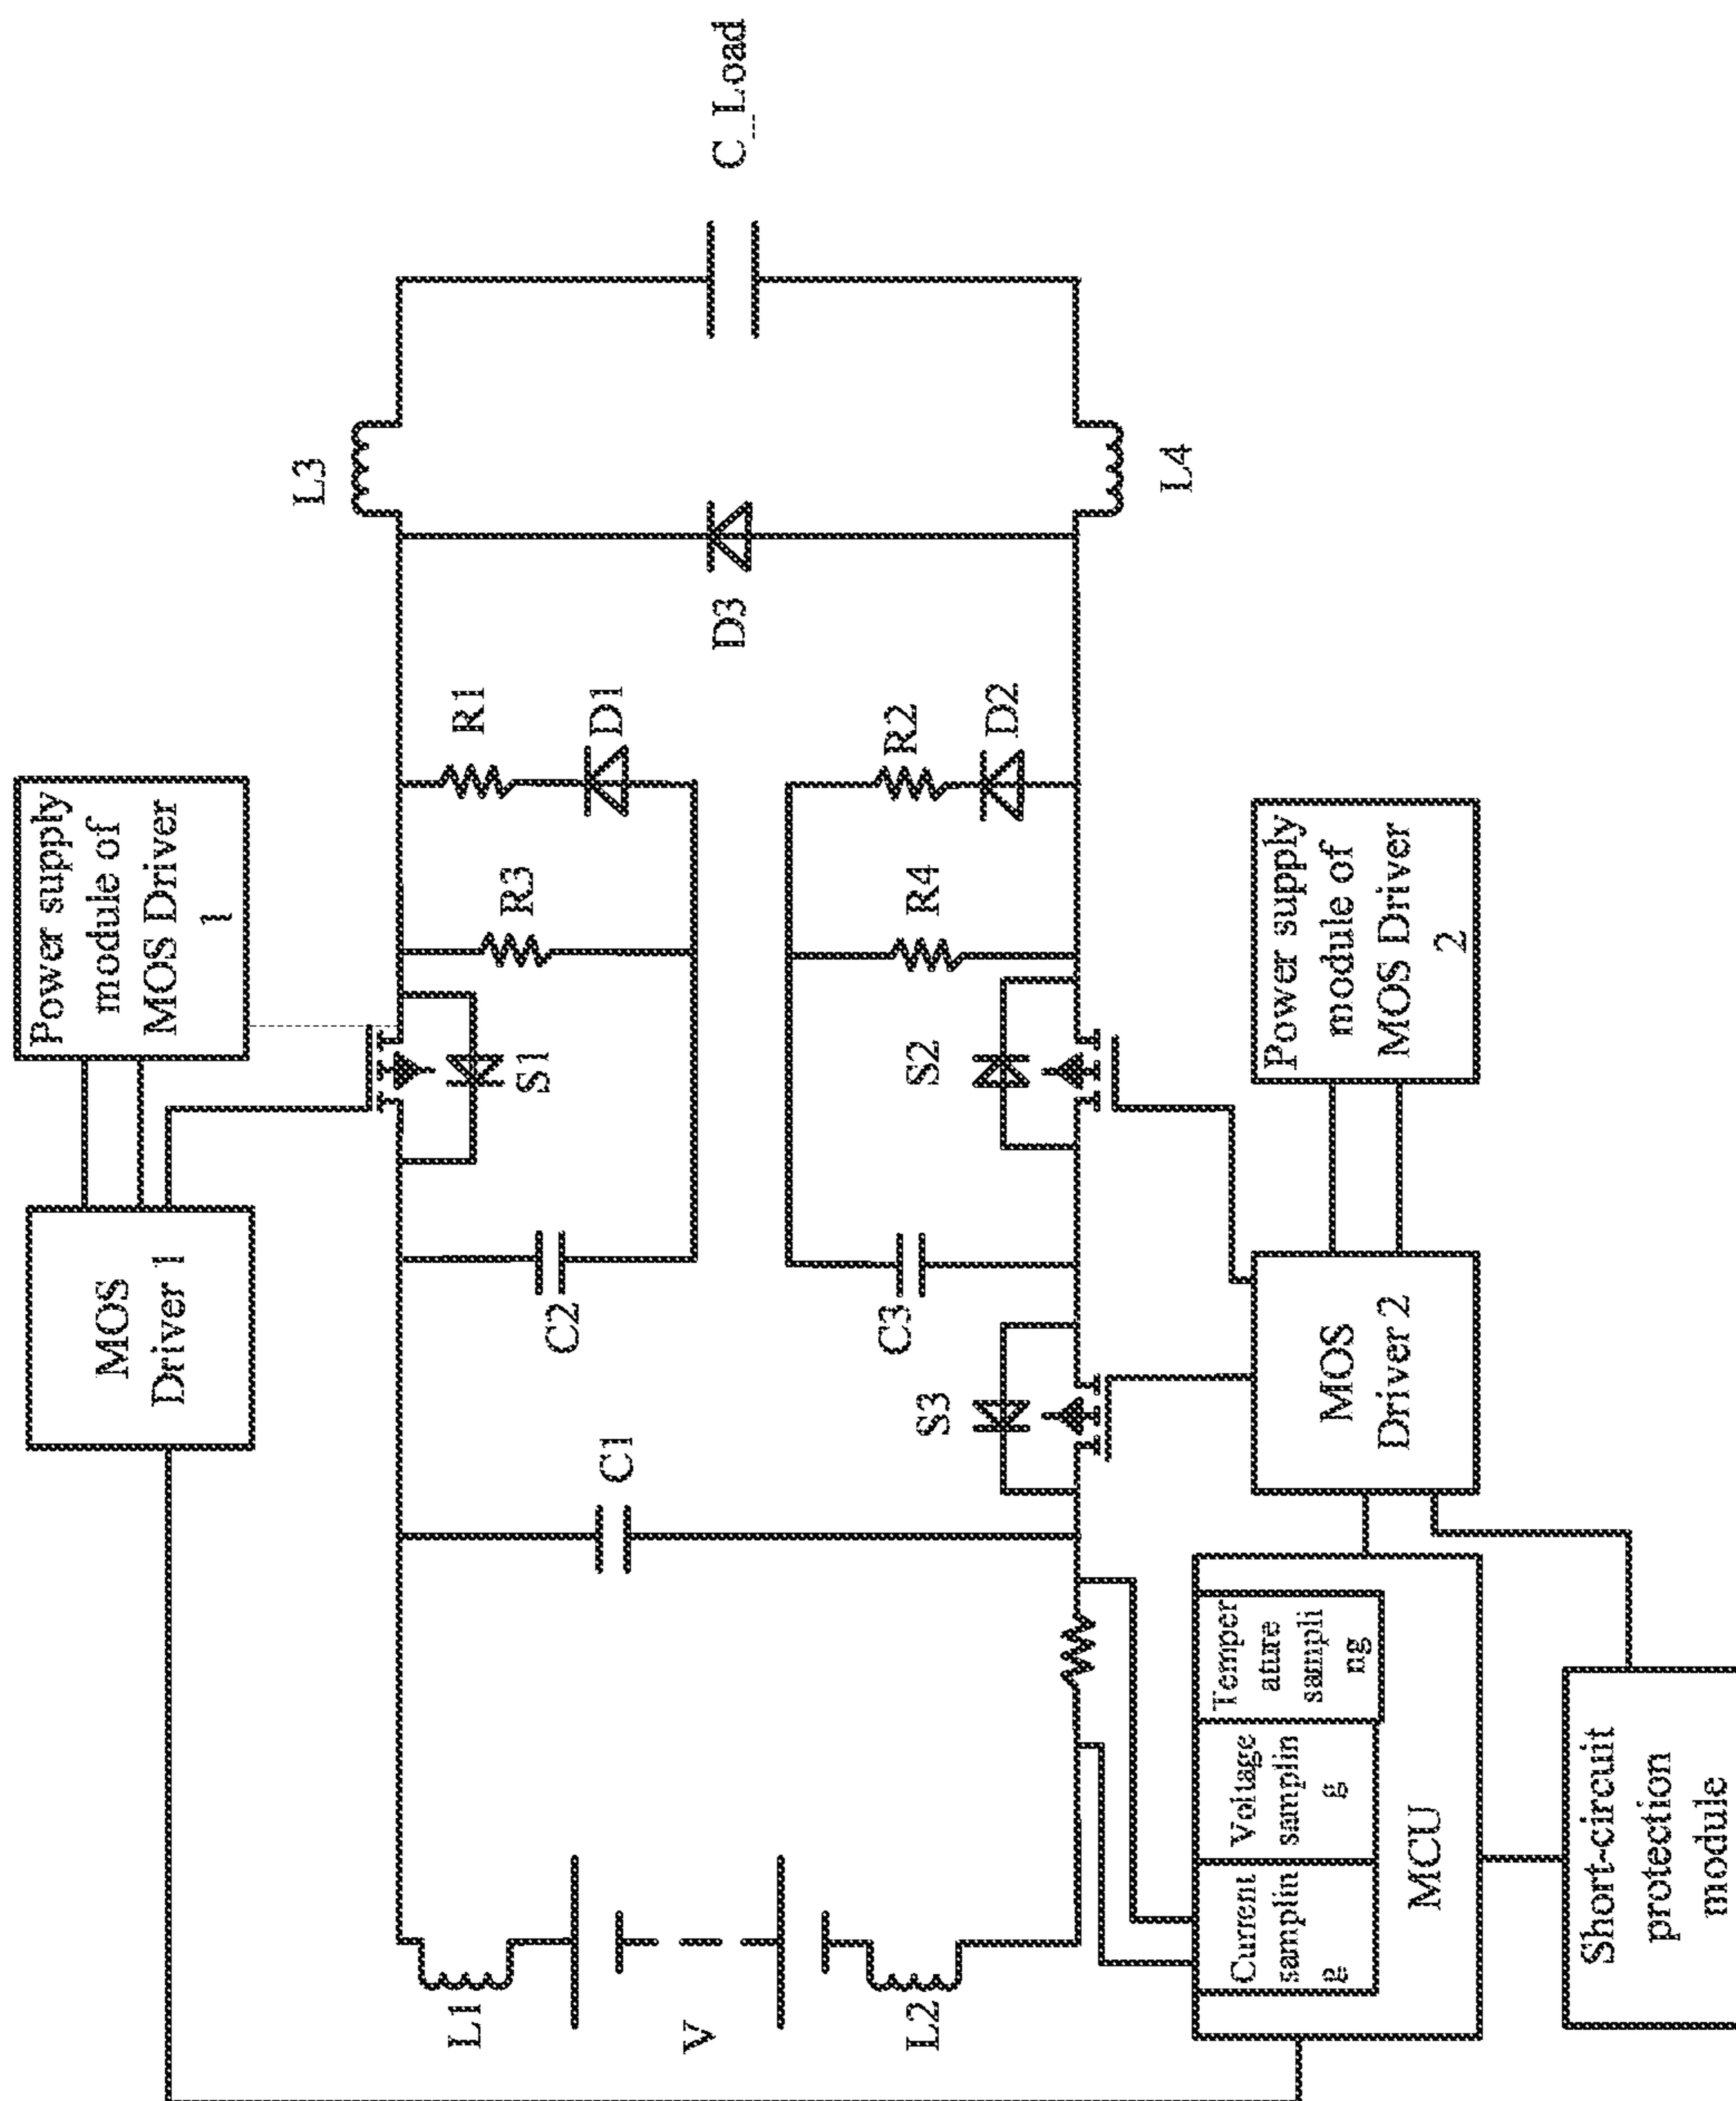 Power supply
module of
MOS Driver
1
MOS
Driver 1
L3
C_Load
R1
D1
D3
R3
S1
C2
R2
D2
R4
S2
C3
S3
C1
L4
L1
V
L2
Power supply
module of
MOS Driver
2
MOS
Driver 2
Current
samplin
g
Voltage
samplin
g
Temper
ature
sampli
ng
MCU
Short-circuit
protection
module